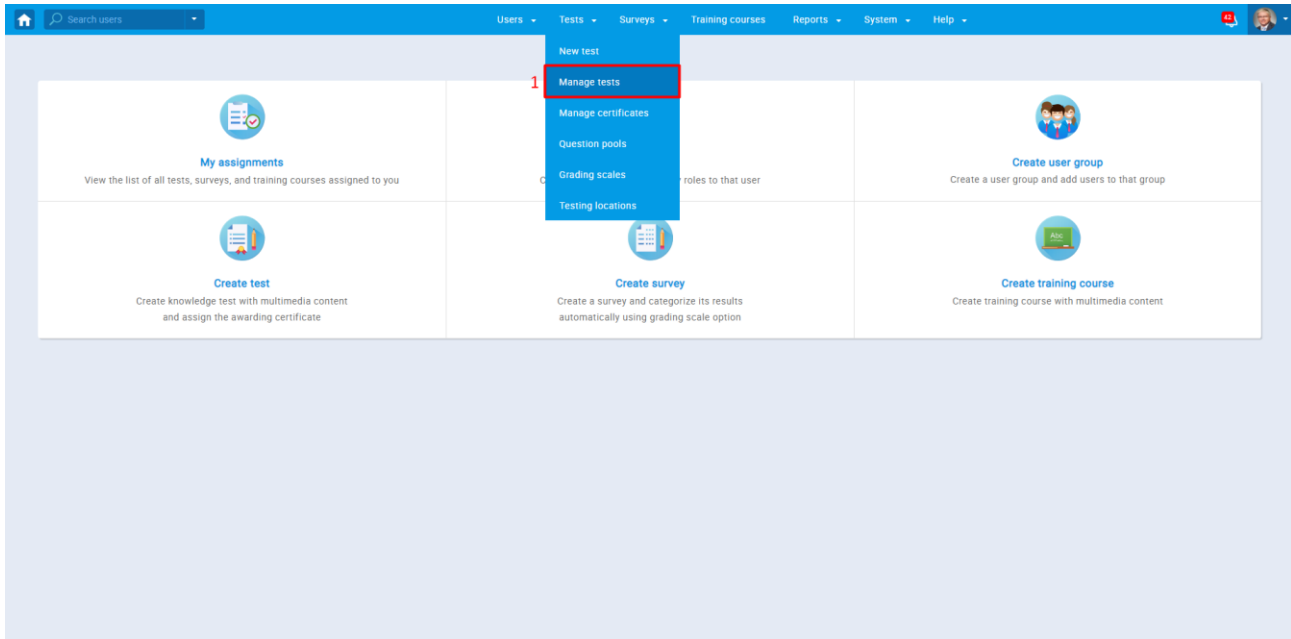 Search users
Users Tests Surveys Training courses Reports System Help
42
New test
1 Manage tests
Manage certificates
Question pools
Grading scales
Testing locations
My assignments
View the list of all tests, surveys, and training courses assigned to you
C
roles to that user
Create user group
Create a user group and add users to that group
Create test
Create knowledge test with multimedia content
and assign the awarding certificate
Create survey
Create a survey and categorize its results
automatically using grading scale option
Abc
Create training course
Create training course with multimedia content